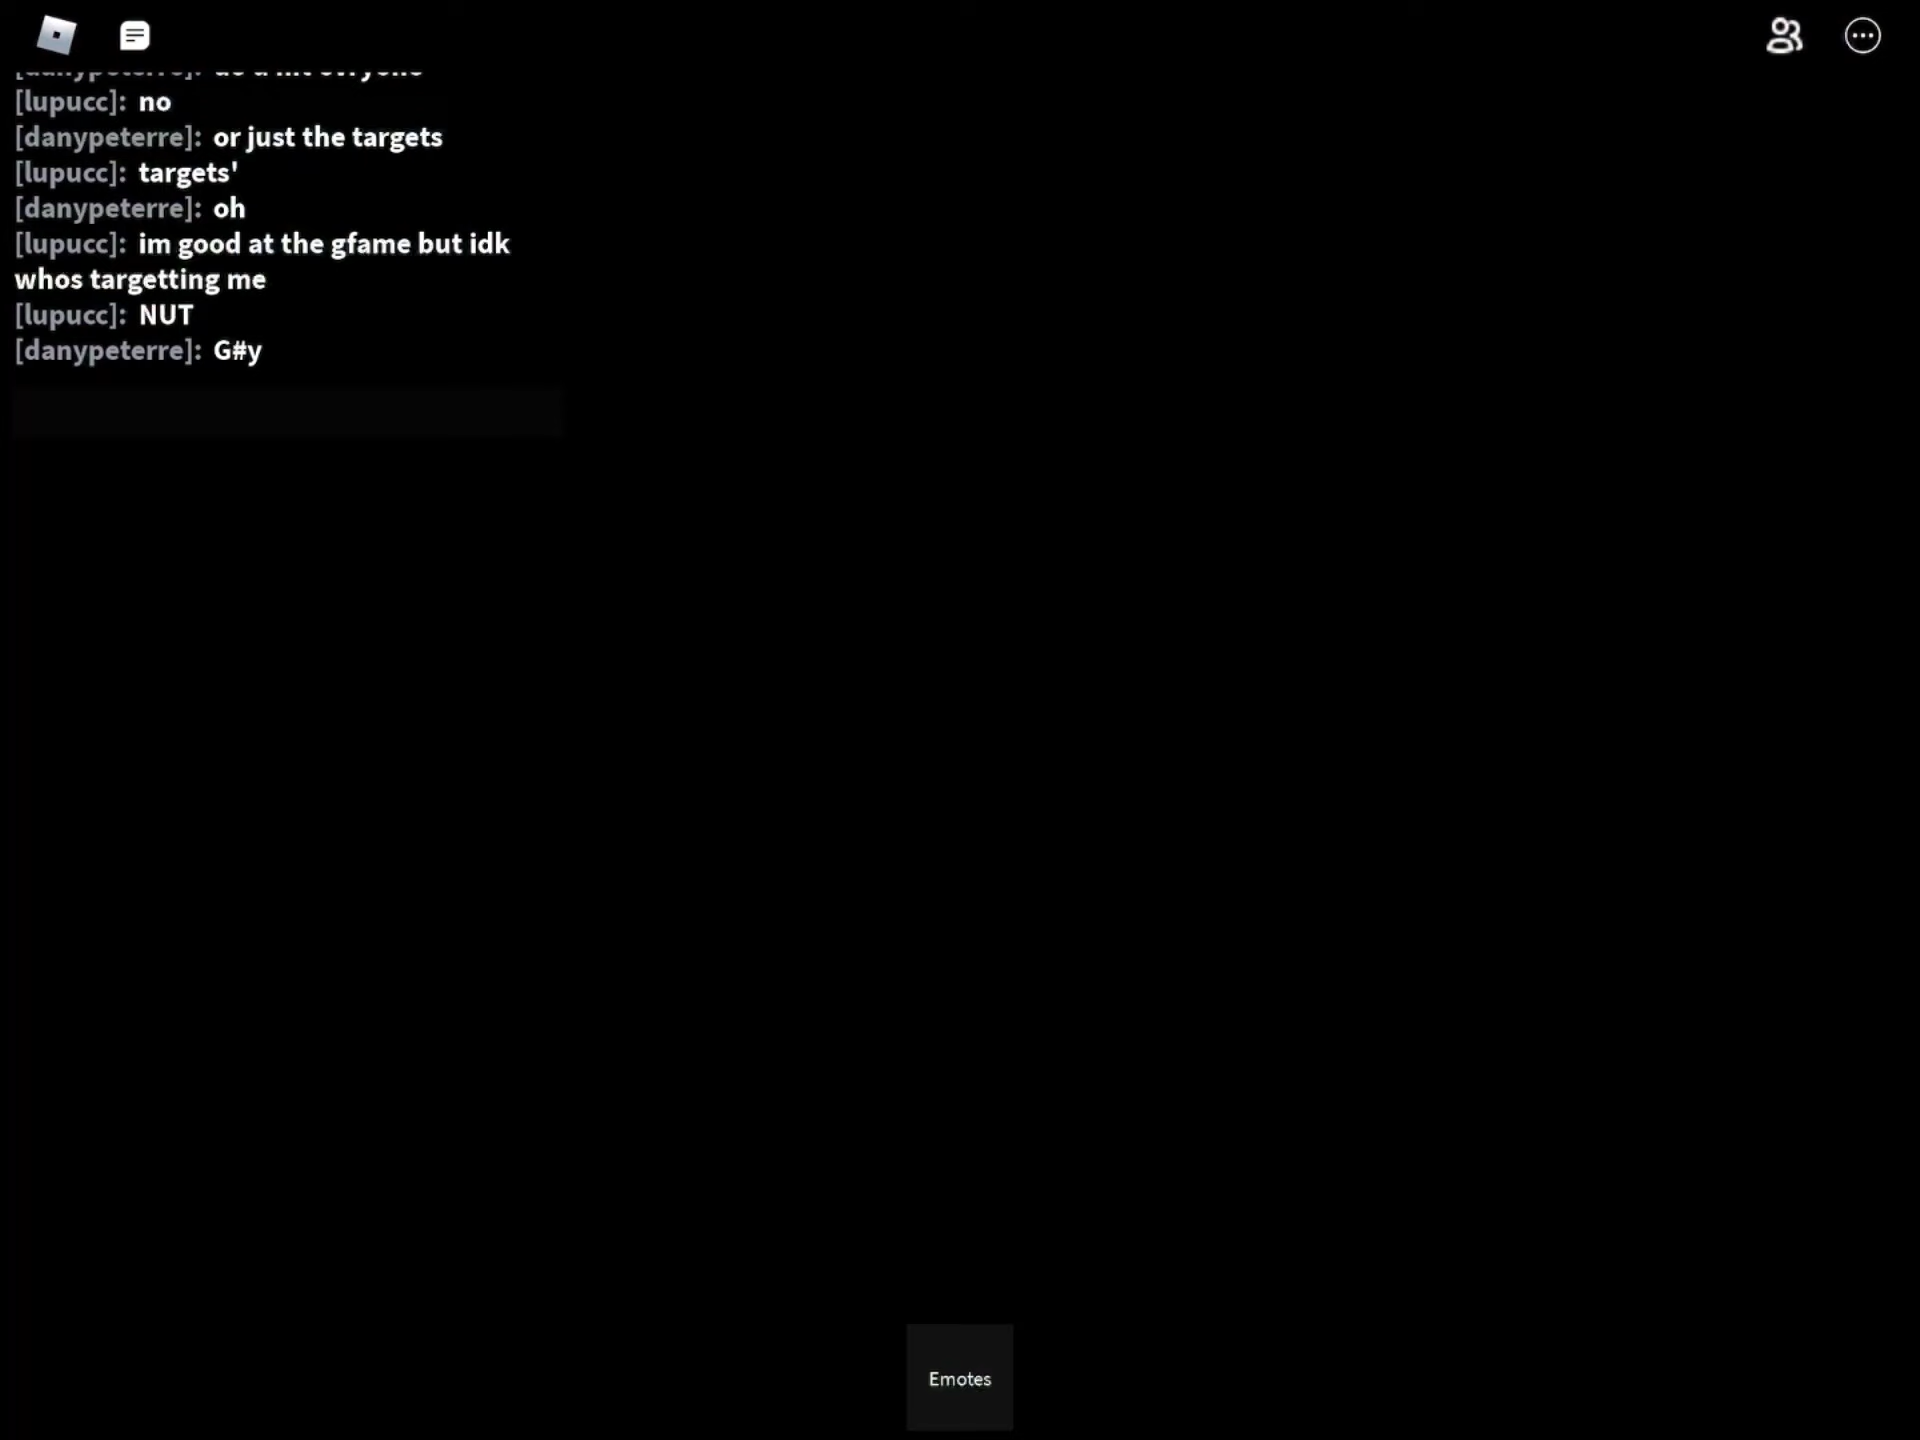 [lupucc]: no
[danypeterre]: or just the targets
[lupucc]: targets'
[danypeterre]: oh
[lupucc]: im good at the gfame but idk
whos targetting me
[lupucc]: NUT
[danypeterre]: G#y
Emotes